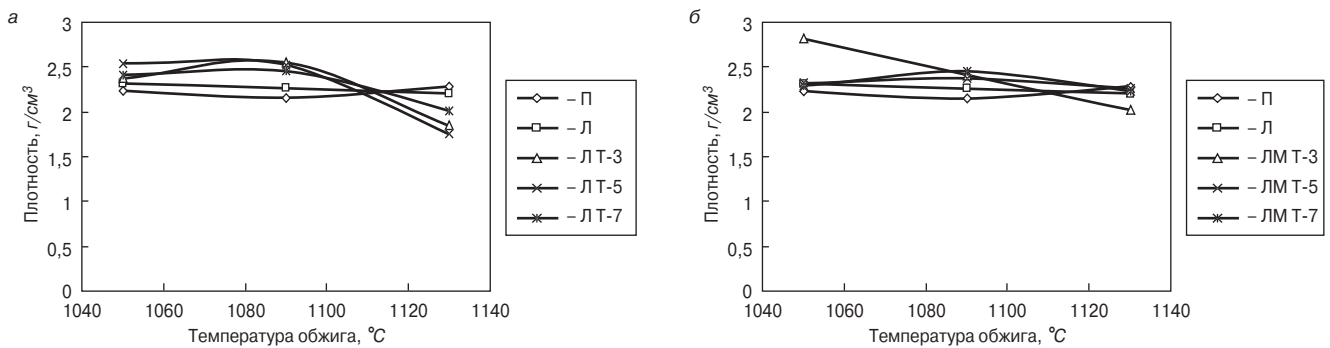 а
3
2,5
2
1,5
1
0,5
0
Плотность, г/см³
1040 1060 1080 1100 1120 1140
Температура обжига, °С
– П
– Л
– Л Т-3
– Л Т-5
– Л Т-7
б
3
2,5
2
1,5
1
0,5
0
Плотность, г/см³
1040 1060 1080 1100 1120 1140
Температура обжига, °С
– П
– Л
– ЛМ Т-3
– ЛМ Т-5
– ЛМ Т-7